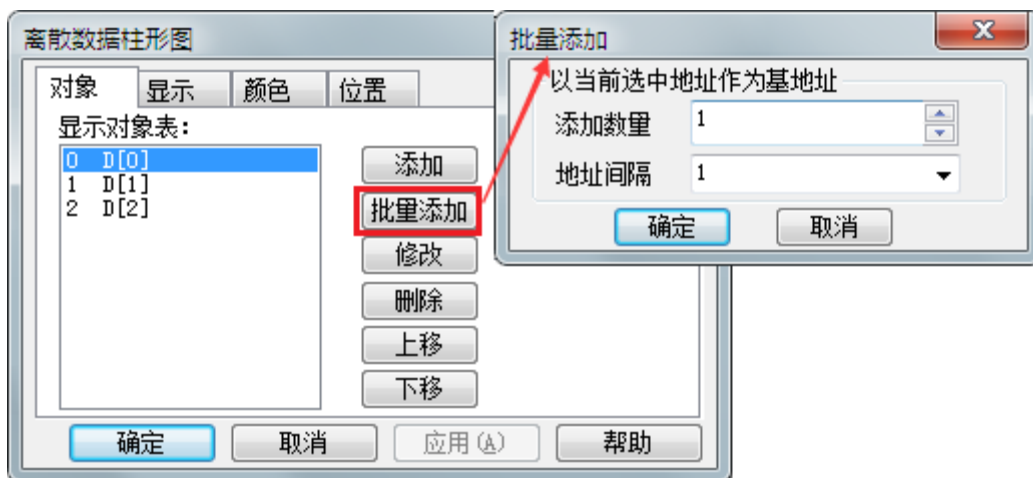 离散数据柱形图
对象 显示 颜色 位置
显示对象表：
0 D[0]
1 D[1]
2 D[2]
添加
批量添加
修改
删除
上移
下移
确定 取消 应用(A) 帮助
批量添加
以当前选中地址作为基地址
添加数量 1
地址间隔 1
确定 取消